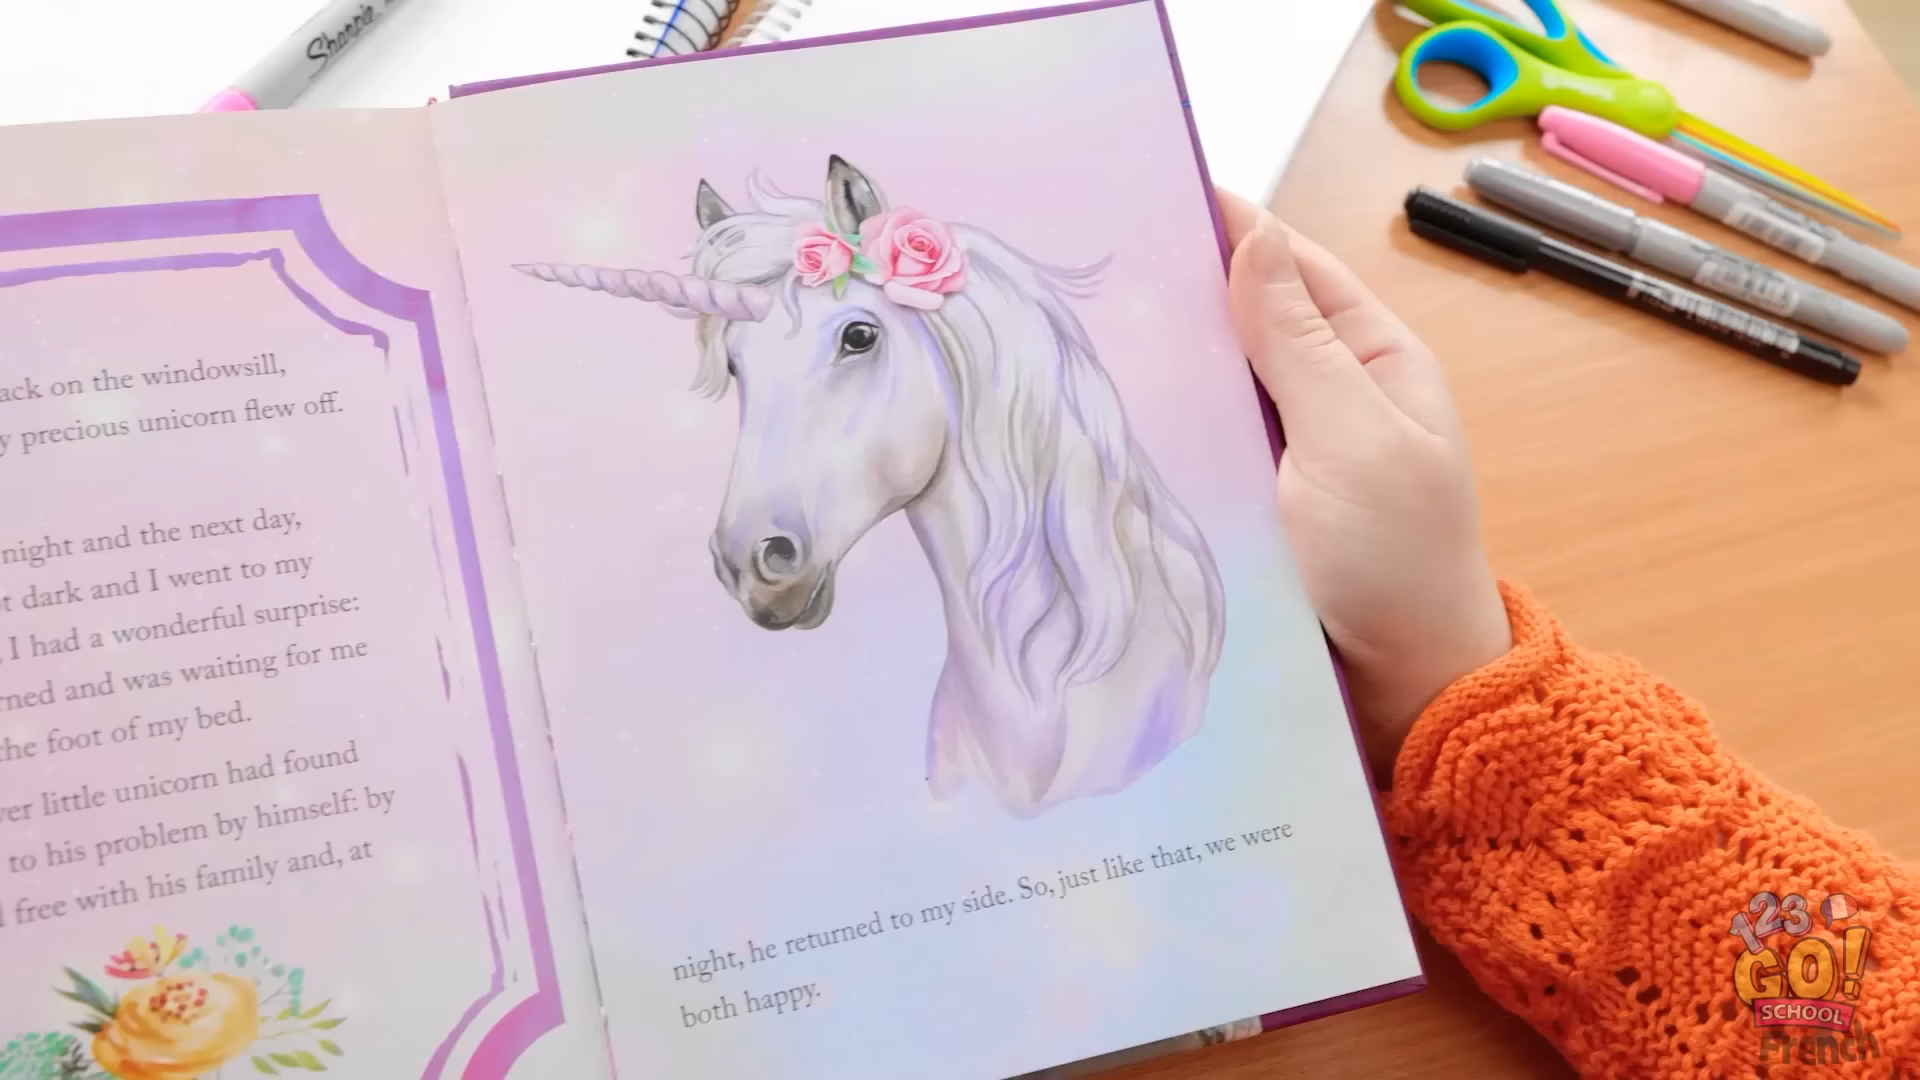 Sharpie
ack on the windowsill,
y precious unicorn flew off.
night and the next day,
t dark and I went to my
, I had a wonderful surprise:
rned and was waiting for me
the foot of my bed.
ver little unicorn had found
to his problem by himself: by
l free with his family and, at
night, he returned to my side. So, just like that, we were
both happy.
123
GO!
SCHOOL
French